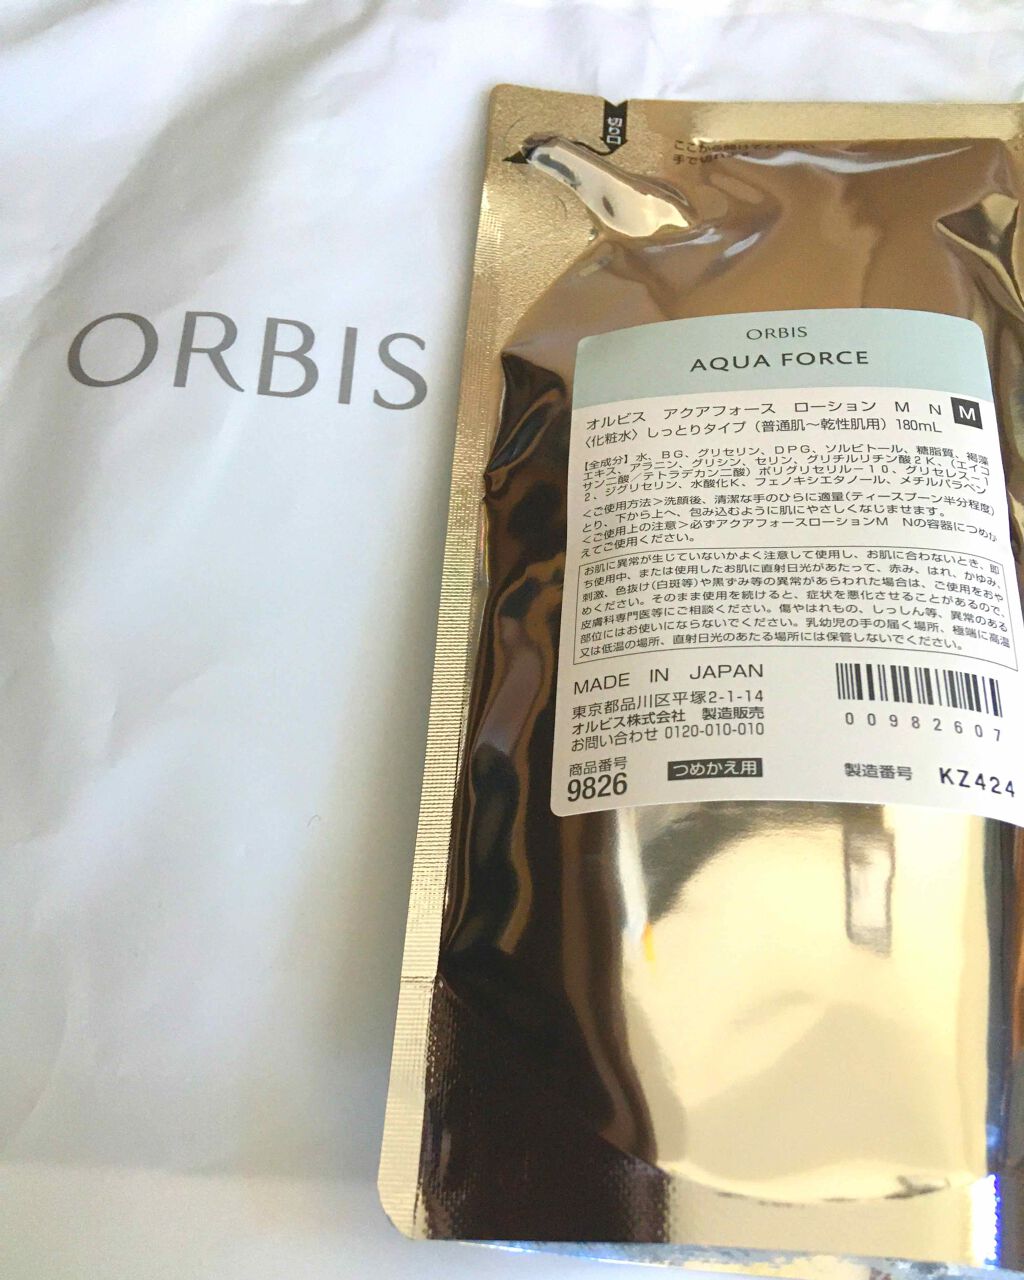 ORBIS
切り口
手で切れます。
ORBIS
AQUA FORCE
オルビス アクアフォース ローション M N M
〈化粧水〉しっとりタイプ（普通肌～乾性肌用）180mL
【全成分】水、BG、グリセリン、DPG、ソルビトール、糖脂質、褐藻
エキス、アラニン、グリシン、セリン、グリチルリチン酸2K、（エイコ
サン二酸／テトラデカン二酸）ポリグリセリル－10、グリセレス－1
2、ジグリセリン、水酸化K、フェノキシエタノール、メチルパラベン
＜ご使用方法＞洗顔後、清潔な手のひらに適量（ティースプーン半分程度）
とり、下から上へ、包み込むように肌にやさしくなじませます。
＜ご使用上の注意＞必ずアクアフォースローションM Nの容器につめか
えてご使用ください。
お肌に異常が生じていないかよく注意して使用し、お肌に合わないとき、即
ち使用中、または使用したお肌に直射日光があたって、赤み、はれ、かゆみ、
刺激、色抜け（白斑等）や黒ずみ等の異常があらわれた場合は、ご使用をおや
めください。そのまま使用を続けると、症状を悪化させることがあるので、
皮膚科専門医等にご相談ください。傷やはれもの、しっしん等、異常のある
部位にはお使いにならないでください。乳幼児の手の届く場所、極端に高温
又は低温の場所、直射日光のあたる場所には保管しないでください。
MADE IN JAPAN
東京都品川区平塚2-1-14
オルビス株式会社 製造販売
お問い合わせ 0120-010-010
00982607
商品番号
9826
つめかえ用
製造番号 KZ424